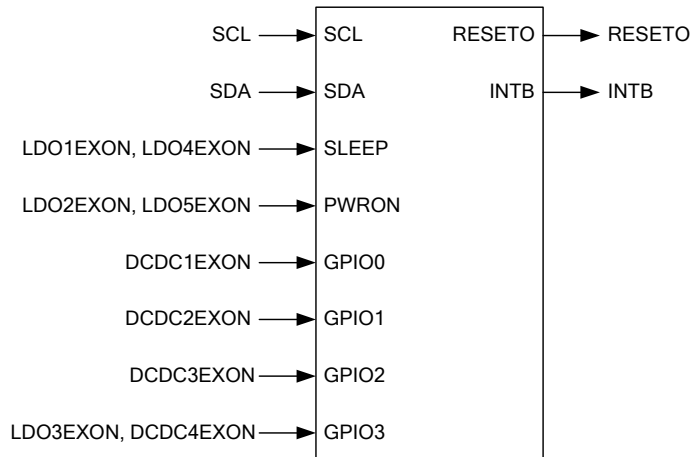 SCL SCL RESETO RESETO
SDA SDA INTB INTB
LDO1EXON, LDO4EXON SLEEP
LDO2EXON, LDO5EXON PWRON
DCDC1EXON GPIO0
DCDC2EXON GPIO1
DCDC3EXON GPIO2
LDO3EXON, DCDC4EXON GPIO3